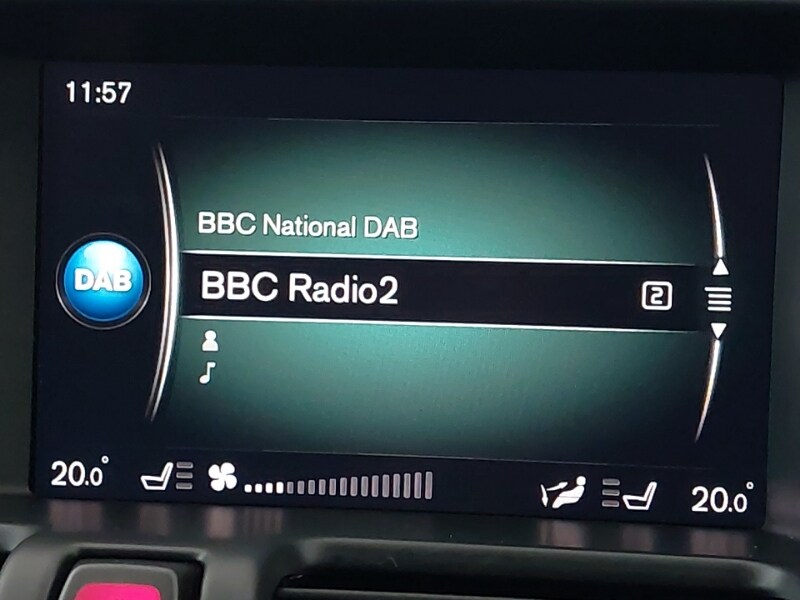 11:57
BBC National DAB
DAB
BBC Radio2 2
20.0° 20.0°